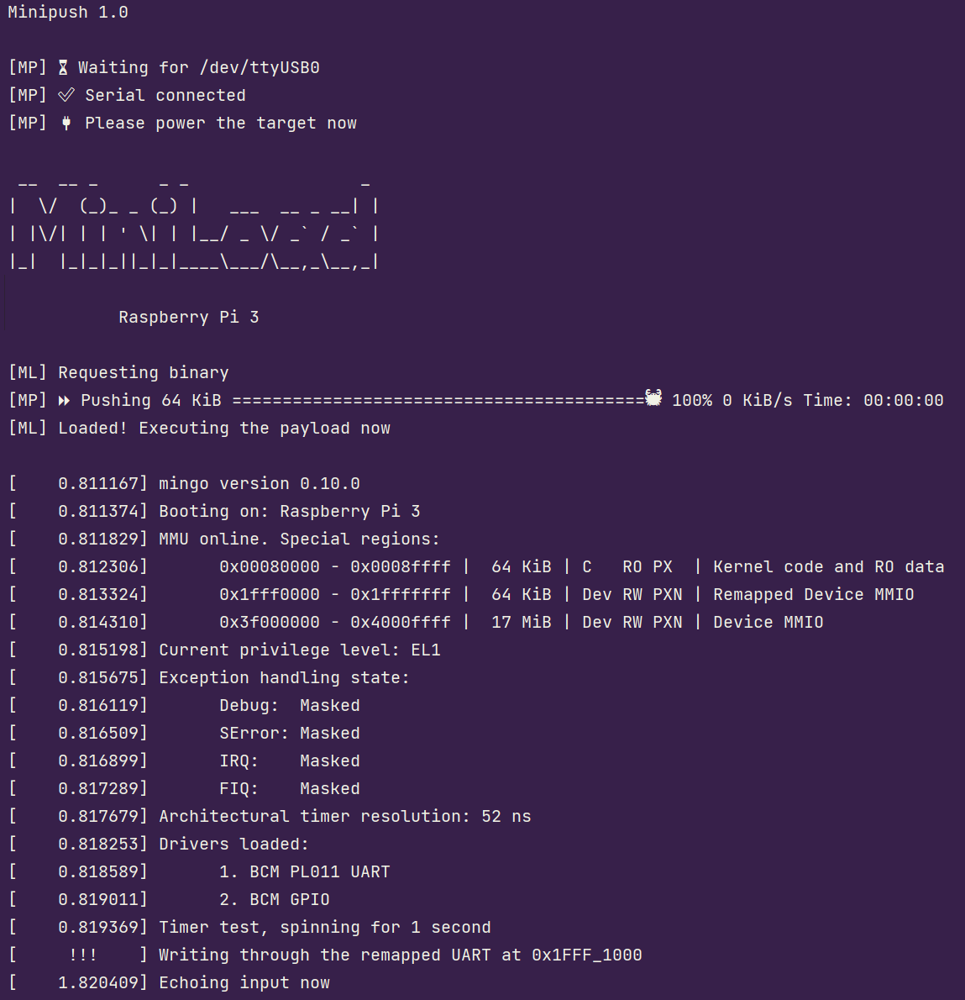 Minipush 1.0

[MP] ⏳ Waiting for /dev/ttyUSB0
[MP] ✅ Serial connected
[MP] 🔌 Please power the target now

 __  __ _      _ _                 _
|  \/  (_)_ _ (_) |   ___  __ _ __| |
| |\/| | | ' \| | |__/ _ \/ _` / _` |
|_|  |_|_|_||_|_|____\___/\__,_\__,_|

           Raspberry Pi 3

[ML] Requesting binary
[MP] ⏩ Pushing 64 KiB =========================================🦀 100% 0 KiB/s Time: 00:00:00
[ML] Loaded! Executing the payload now

[    0.811167] mingo version 0.10.0
[    0.811374] Booting on: Raspberry Pi 3
[    0.811829] MMU online. Special regions:
[    0.812306]       0x00080000 - 0x0008ffff |  64 KiB | C   RO PX  | Kernel code and RO data
[    0.813324]       0x1fff0000 - 0x1fffffff |  64 KiB | Dev RW PXN | Remapped Device MMIO
[    0.814310]       0x3f000000 - 0x4000ffff |  17 MiB | Dev RW PXN | Device MMIO
[    0.815198] Current privilege level: EL1
[    0.815675] Exception handling state:
[    0.816119]       Debug:  Masked
[    0.816509]       SError: Masked
[    0.816899]       IRQ:    Masked
[    0.817289]       FIQ:    Masked
[    0.817679] Architectural timer resolution: 52 ns
[    0.818253] Drivers loaded:
[    0.818589]       1. BCM PL011 UART
[    0.819011]       2. BCM GPIO
[    0.819369] Timer test, spinning for 1 second
[     !!!    ] Writing through the remapped UART at 0x1FFF_1000
[    1.820409] Echoing input now